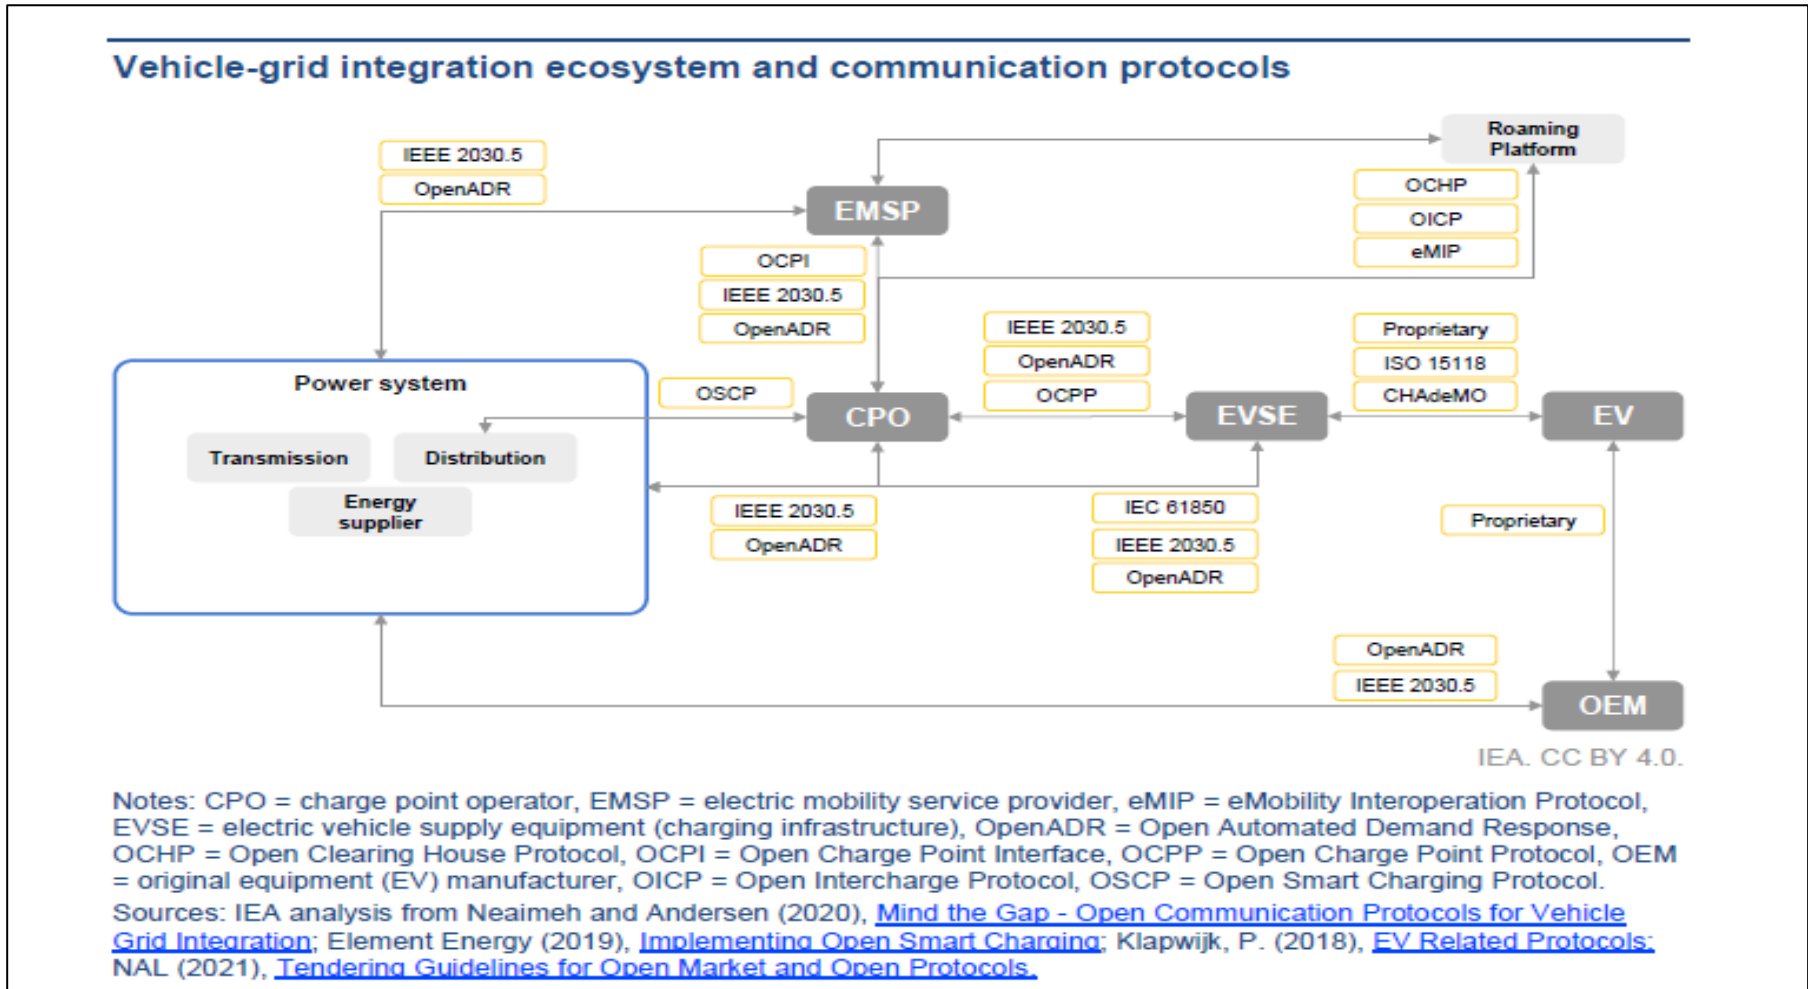 Vehicle-grid integration ecosystem and communication protocols
Roaming
Platform
IEEE 2030.5
OpenADR
EMSP
OCHP
OICP
eMIP
OCPI
IEEE 2030.5
OpenADR
IEEE 2030.5
OpenADR
OCPP
Proprietary
ISO 15118
CHAdeMO
Power system
OSCP
CPO
EVSE
EV
Transmission
Distribution
Energy
supplier
IEEE 2030.5
OpenADR
IEC 61850
IEEE 2030.5
OpenADR
Proprietary
OpenADR
IEEE 2030.5
OEM
IEA. CC BY 4.0.
Notes: CPO = charge point operator, EMSP = electric mobility service provider, eMIP = eMobility Interoperation Protocol,
EVSE = electric vehicle supply equipment (charging infrastructure), OpenADR = Open Automated Demand Response,
OCHP = Open Clearing House Protocol, OCPI = Open Charge Point Interface, OCPP = Open Charge Point Protocol, OEM
= original equipment (EV) manufacturer, OICP = Open Intercharge Protocol, OSCP = Open Smart Charging Protocol.
Sources: IEA analysis from Neaimeh and Andersen (2020), Mind the Gap - Open Communication Protocols for Vehicle
Grid Integration; Element Energy (2019), Implementing Open Smart Charging; Klapwijk, P. (2018), EV Related Protocols;
NAL (2021), Tendering Guidelines for Open Market and Open Protocols.